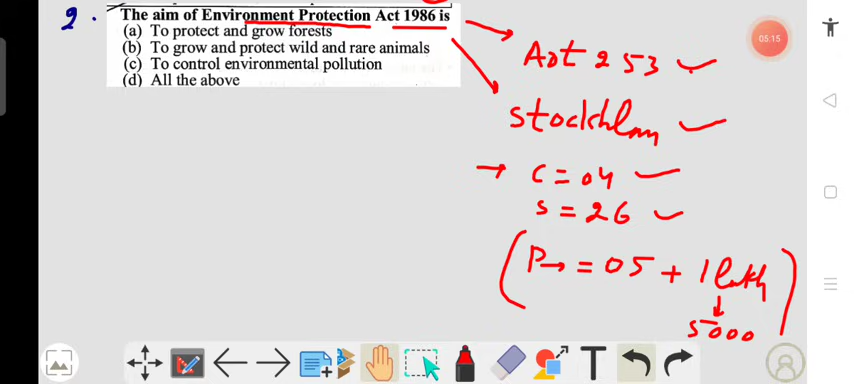 2.
The aim of Environment Protection Act 1986 is
(a) To protect and grow forests
(b) To grow and protect wild and rare animals
(c) To control environmental pollution
(d) All the above
Art 253
Stockhlom
C = 04
S = 26
(P → = 05 + 1 lakh)
5000
05:15
T